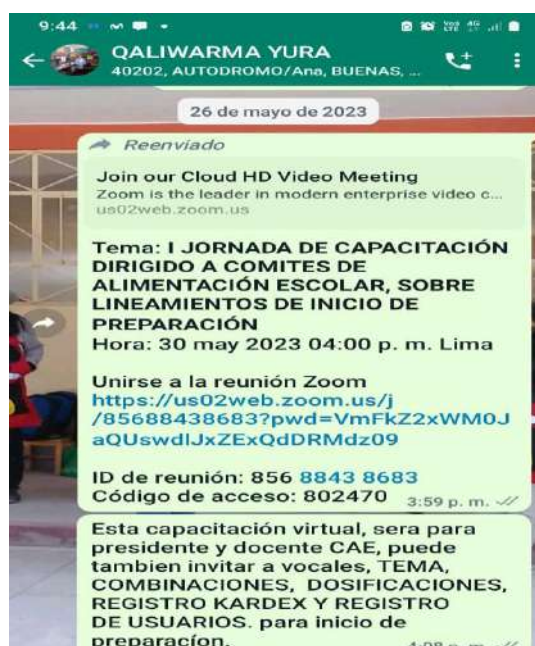 9:44
QALIWARMA YURA
40202, AUTODROMO/Ana, BUENAS, ...
26 de mayo de 2023
Reenviado
Join our Cloud HD Video Meeting
Zoom is the leader in modern enterprise video c...
us02web.zoom.us
Tema: I JORNADA DE CAPACITACIÓN
DIRIGIDO A COMITES DE
ALIMENTACIÓN ESCOLAR, SOBRE
LINEAMIENTOS DE INICIO DE
PREPARACIÓN
Hora: 30 may 2023 04:00 p. m. Lima
Unirse a la reunión Zoom
https://us02web.zoom.us/j
/85688438683?pwd=VmFkZ2xWM0J
aQUswdlJxZExQdDRMdz09
ID de reunión: 856 8843 8683
Código de acceso: 802470 3:59 p. m.
Esta capacitación virtual, sera para
presidente y docente CAE, puede
tambien invitar a vocales, TEMA,
COMBINACIONES, DOSIFICACIONES,
REGISTRO KARDEX Y REGISTRO
DE USUARIOS. para inicio de
preparacíon.